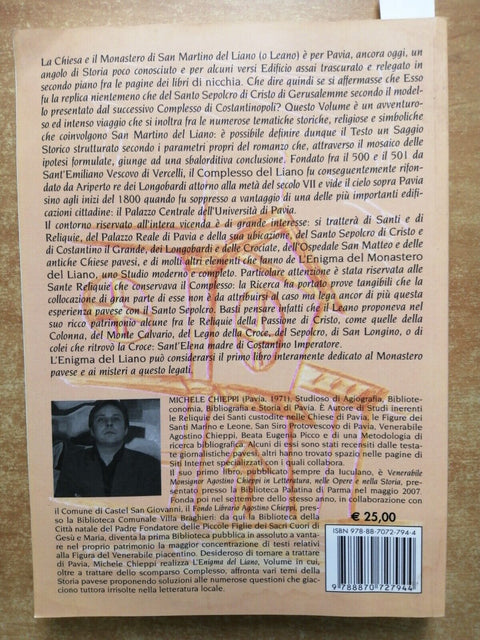 La Chiesa e il Monastero di San Martino del Liano (o Leano) è per Pavia, ancora oggi, un
angolo di Storia poco conosciuto e per alcuni versi Edificio assai trascurato e relegato in
secondo piano fra le pagine dei libri di nicchia. Che dire quindi se si affermasse che Esso
fu la replica nientemeno che del Santo Sepolcro di Cristo di Gerusalemme secondo il model-
lo presentato dal successivo Complesso di Costantinopoli? Questo Volume è un avventuro-
so ed intenso viaggio che si inoltra fra le numerose tematiche storiche, religiose e simboliche
che coinvolgono San Martino del Liano: è possibile definire dunque il Testo un Saggio
Storico strutturato secondo i parametri propri del romanzo che, attraverso il mosaico delle
ipotesi formulate, giunge ad una sbalorditiva conclusione. Fondato fra il 500 e il 501 da
Sant'Emiliano Vescovo di Vercelli, il Complesso del Liano fu conseguentemente rifon-
dato da Ariperto re dei Longobardi attorno alla metà del secolo VII e vide il cielo sopra Pavia
sino agli inizi del 1800 quando fu soppresso a vantaggio di una delle più importanti edifi-
cazioni cittadine: il Palazzo Centrale dell'Università di Pavia.
Il contorno riservato all'intera vicenda è di grande interesse: si tratterà di Santi e di
Reliquie, del Palazzo Reale di Pavia e della sua ubicazione, del Santo Sepolcro di Cristo e
di Costantino il Grande, dei Longobardi e delle Crociate, dell'Ospedale San Matteo e delle
antiche Chiese pavesi, e di molti altri elementi che fanno de L'Enigma del Monastero
del Liano, uno Studio moderno e completo. Particolare attenzione è stata riservata alle
Sante Reliquie che conservava il Complesso: la Ricerca ha portato prove tangibili che la
collocazione di gran parte di esse non è da attribuirsi al caso ma lega ancor di più questa
esperienza pavese con il Santo Sepolcro. Basti pensare infatti che il Liano proponeva nel
suo ricco patrimonio alcune fra le Reliquie della Passione di Cristo, come quelle della
Colonna, del Monte Calvario, del Legno della Croce, del Sepolcro, di San Longino, o di
colei che ritrovò la Croce: Sant'Elena madre di Costantino Imperatore.
L'Enigma del Liano può considerarsi il primo libro interamente dedicato al Monastero
pavese e ai misteri a questo legati.
MICHELE CHIEPPI (Pavia, 1971), Studioso di Agiografia, Biblioteco-
nomia, Bibliografia e Storia di Pavia. È Autore di Studi inerenti
le Reliquie dei Santi custodite nelle Chiese di Pavia, le Figure dei
Santi Marino e Leone, San Siro Protovescovo di Pavia, Venerabile
Agostino Chieppi, Beata Eugenia Picco e di una Metodologia di
ricerca bibliografica. Alcuni di essi sono stati recensiti dalle testa-
te giornalistiche, altri hanno trovato spazio nelle pagine di
Siti Internet specializzati con i quali collabora.
Il suo primo libro, pubblicato sempre da Iuculano, è Venerabile
Monsignor Agostino Chieppi in Letteratura, nelle Opere e nella Storia, pre-
sentato presso la Biblioteca Palatina di Parma nel maggio 2007.
Fonda poi nel settembre dello stesso anno, in collaborazione con
il Comune di Castel San Giovanni, il Fondo Librario Agostino Chieppi,
so la Biblioteca Comunale Villa Braghieri: da qui la Biblioteca della
Città natale del Padre Fondatore delle Piccole Figlie dei Sacri Cuori di
Gesù e Maria, diventa la prima Biblioteca pubblica in assoluto a vanta-
re nel proprio patrimonio la maggior concentrazione di testi relativi
alla Figura del Venerabile piacentino. Desideroso di tornare a trattare
di Pavia, Michele Chieppi realizza L'Enigma del Liano, Volume in cui,
oltre a trattare dello scomparso Complesso, affronta vari temi della
Storia pavese proponendo soluzioni alle numerose questioni che giac-
ciono tuttora irrisolte nella letteratura locale.
€ 25,00
ISBN 978-88-7072-794-4
9 788870 727944